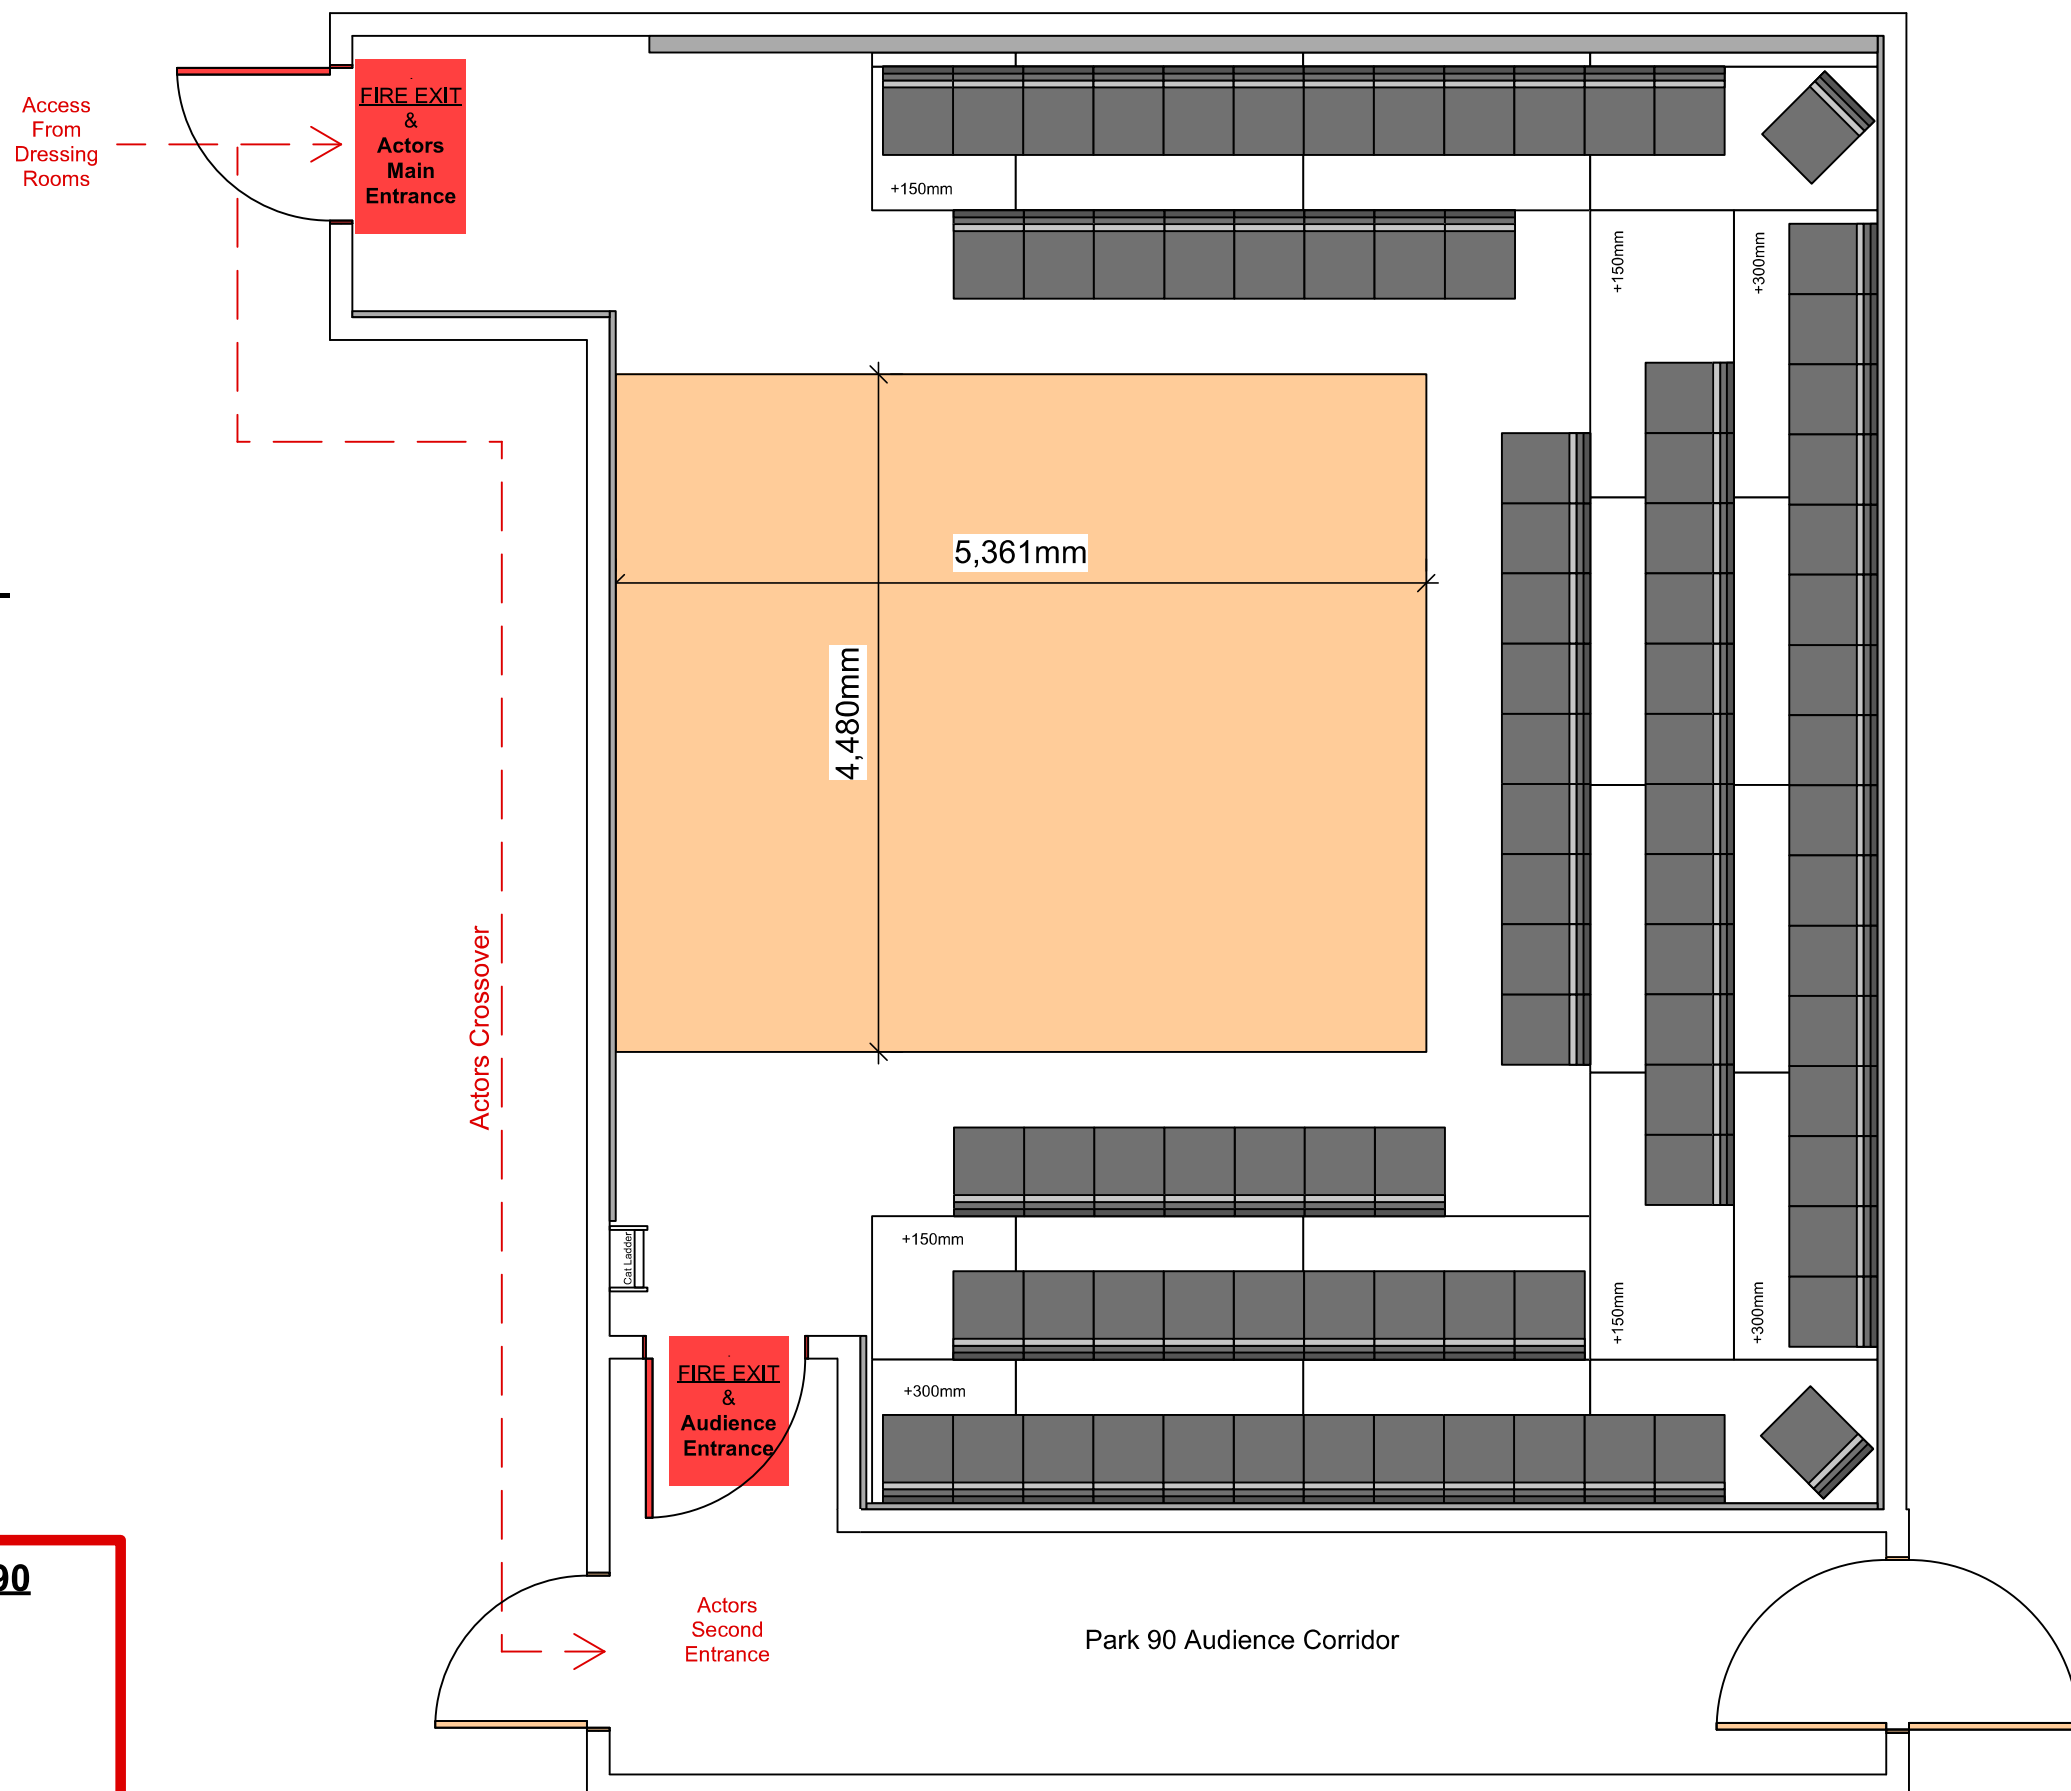 Access
From
Dressing
Rooms
FIRE EXIT
&
Actors
Main
Entrance
+150mm
+150mm
+300mm
5,361mm
4,480mm
Actors Crossover
+150mm
Cat Ladder
+150mm
+300mm
FIRE EXIT
&
Audience
Entrance
+300mm
90
Actors
Second
Entrance
Park 90 Audience Corridor